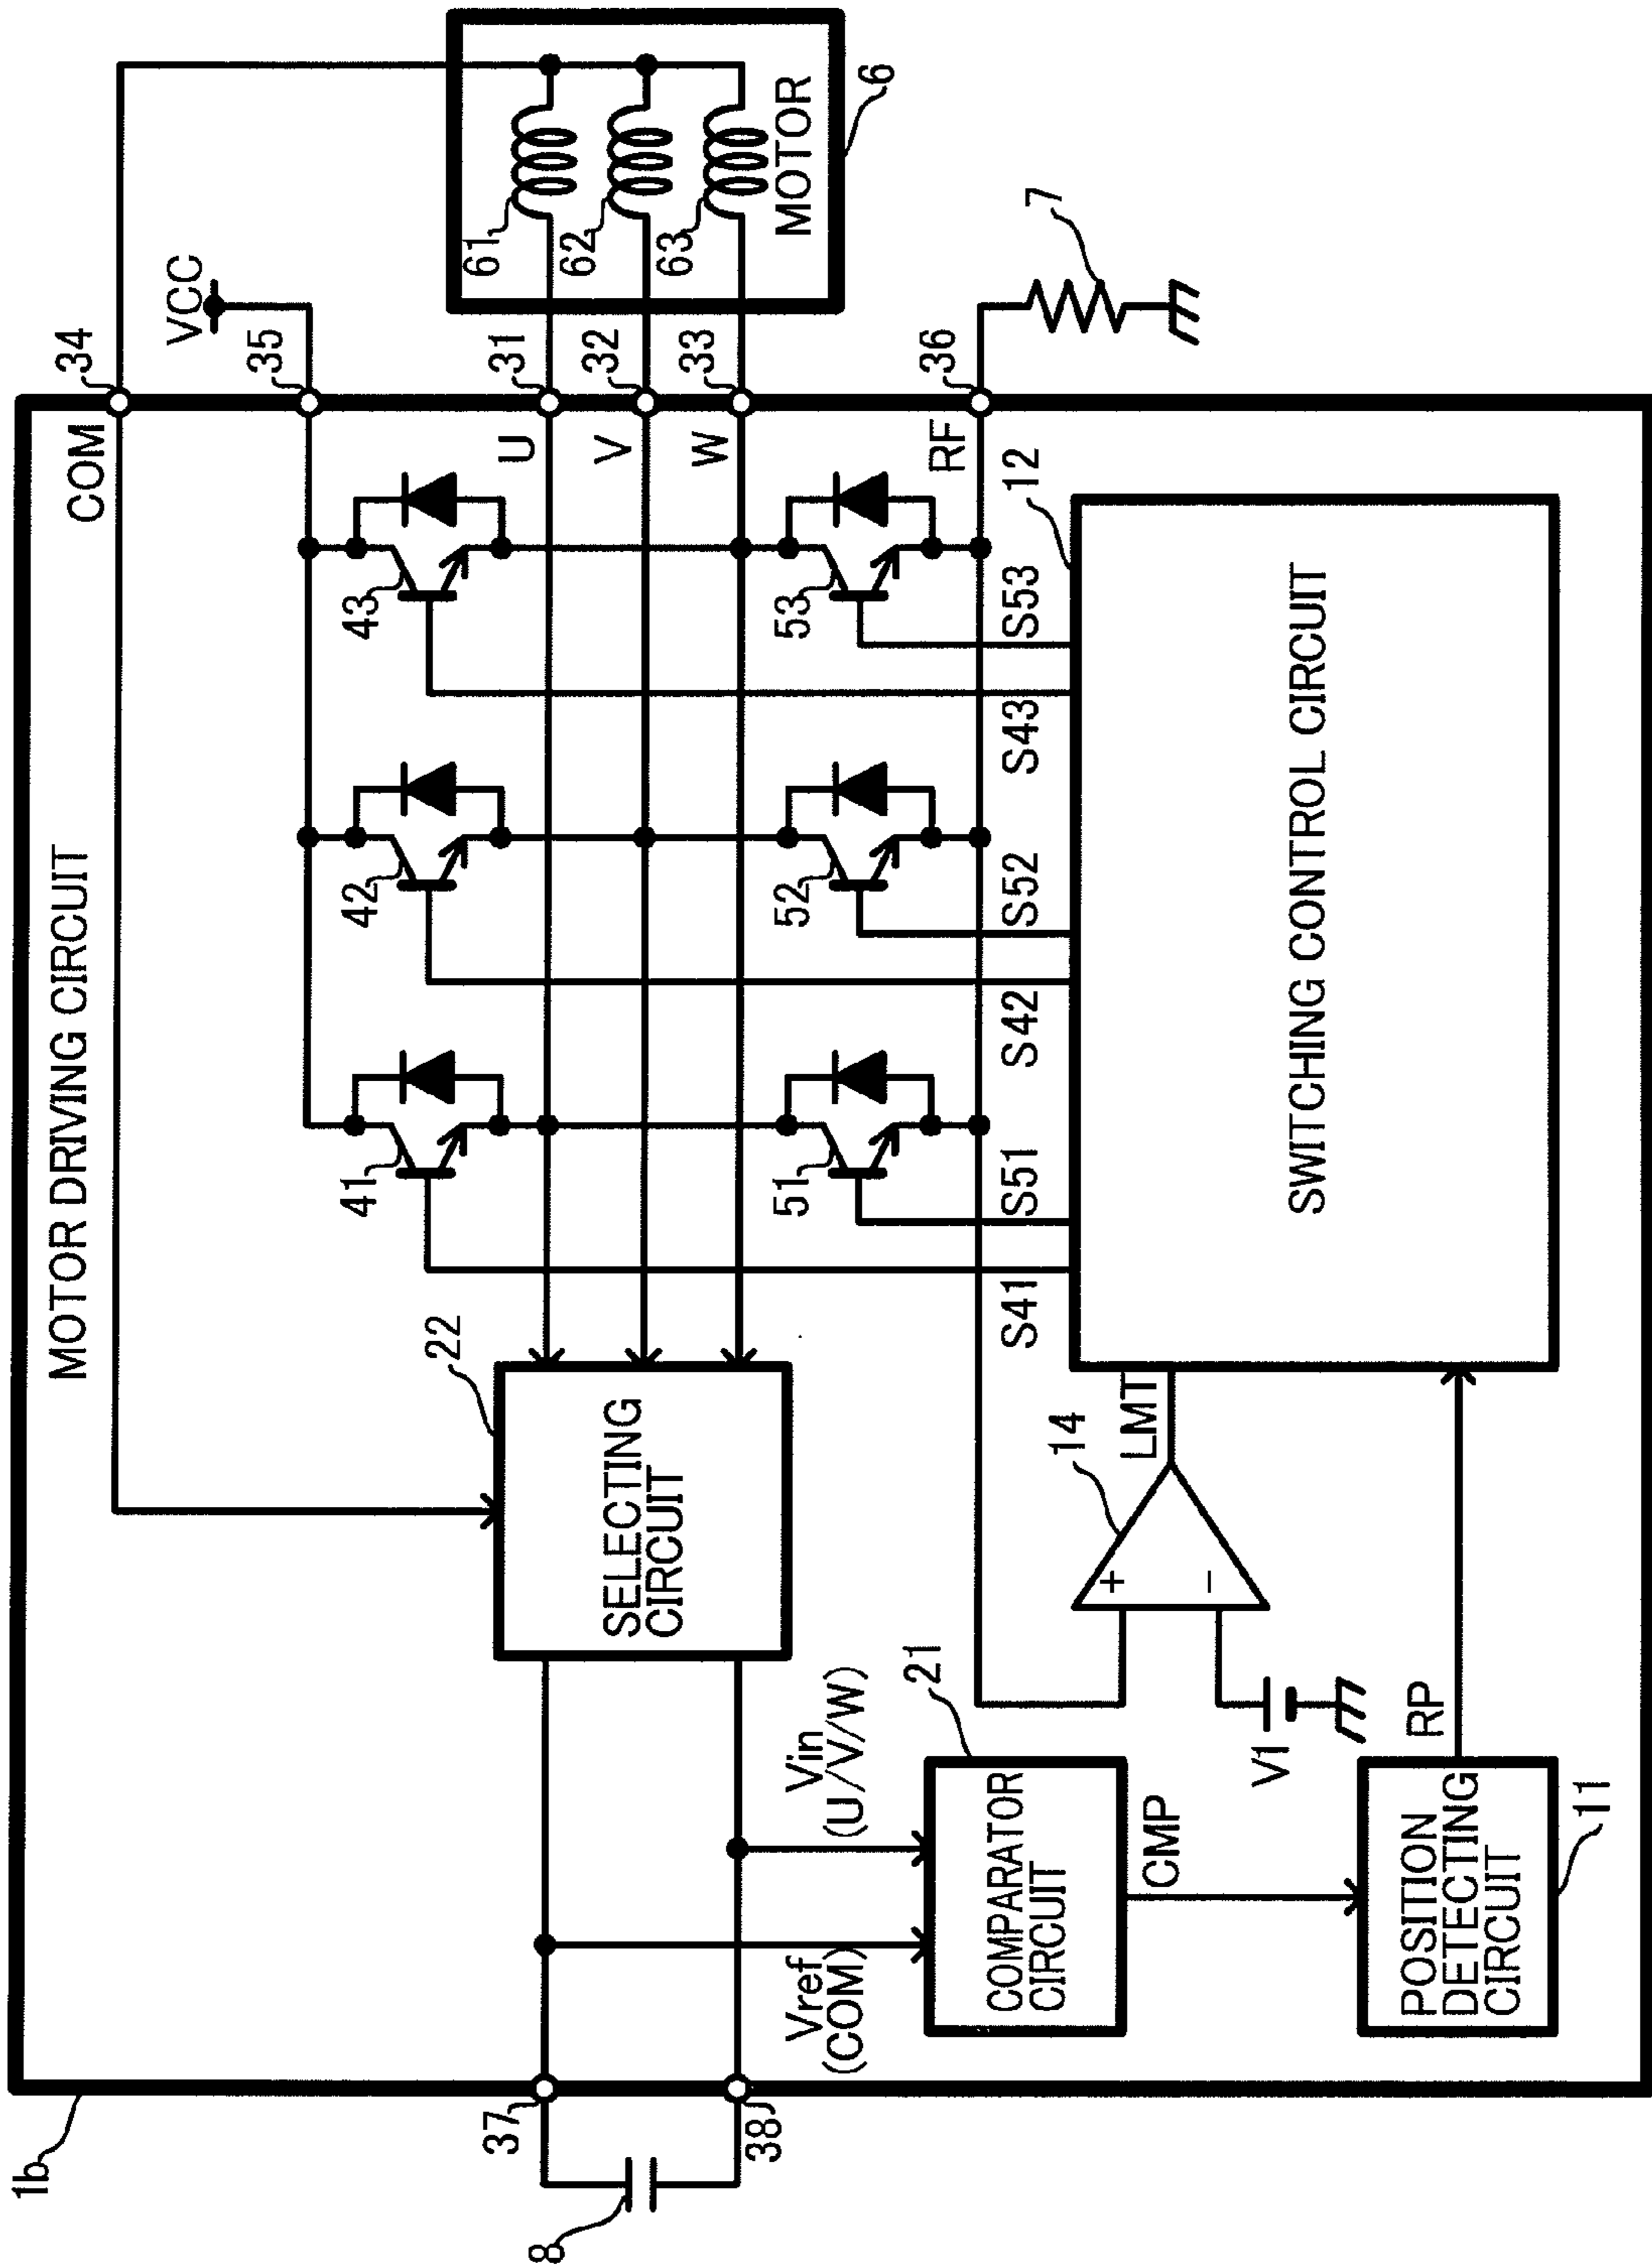 1b
MOTOR DRIVING CIRCUIT
COM
34
VCC
35
37
38
8
SELECTING
CIRCUIT
22
41
42
43
U
31
V
32
W
33
61
62
63
MOTOR
6
Vref
(COM)
Vin
(U/V/W)
51
52
53
RF
36
7
COMPARATOR
CIRCUIT
21
CMP
V1
+
−
14
LMT
S41
S51
S42
S52
S43
S53
12
SWITCHING CONTROL CIRCUIT
POSITION
DETECTING
CIRCUIT
11
RP